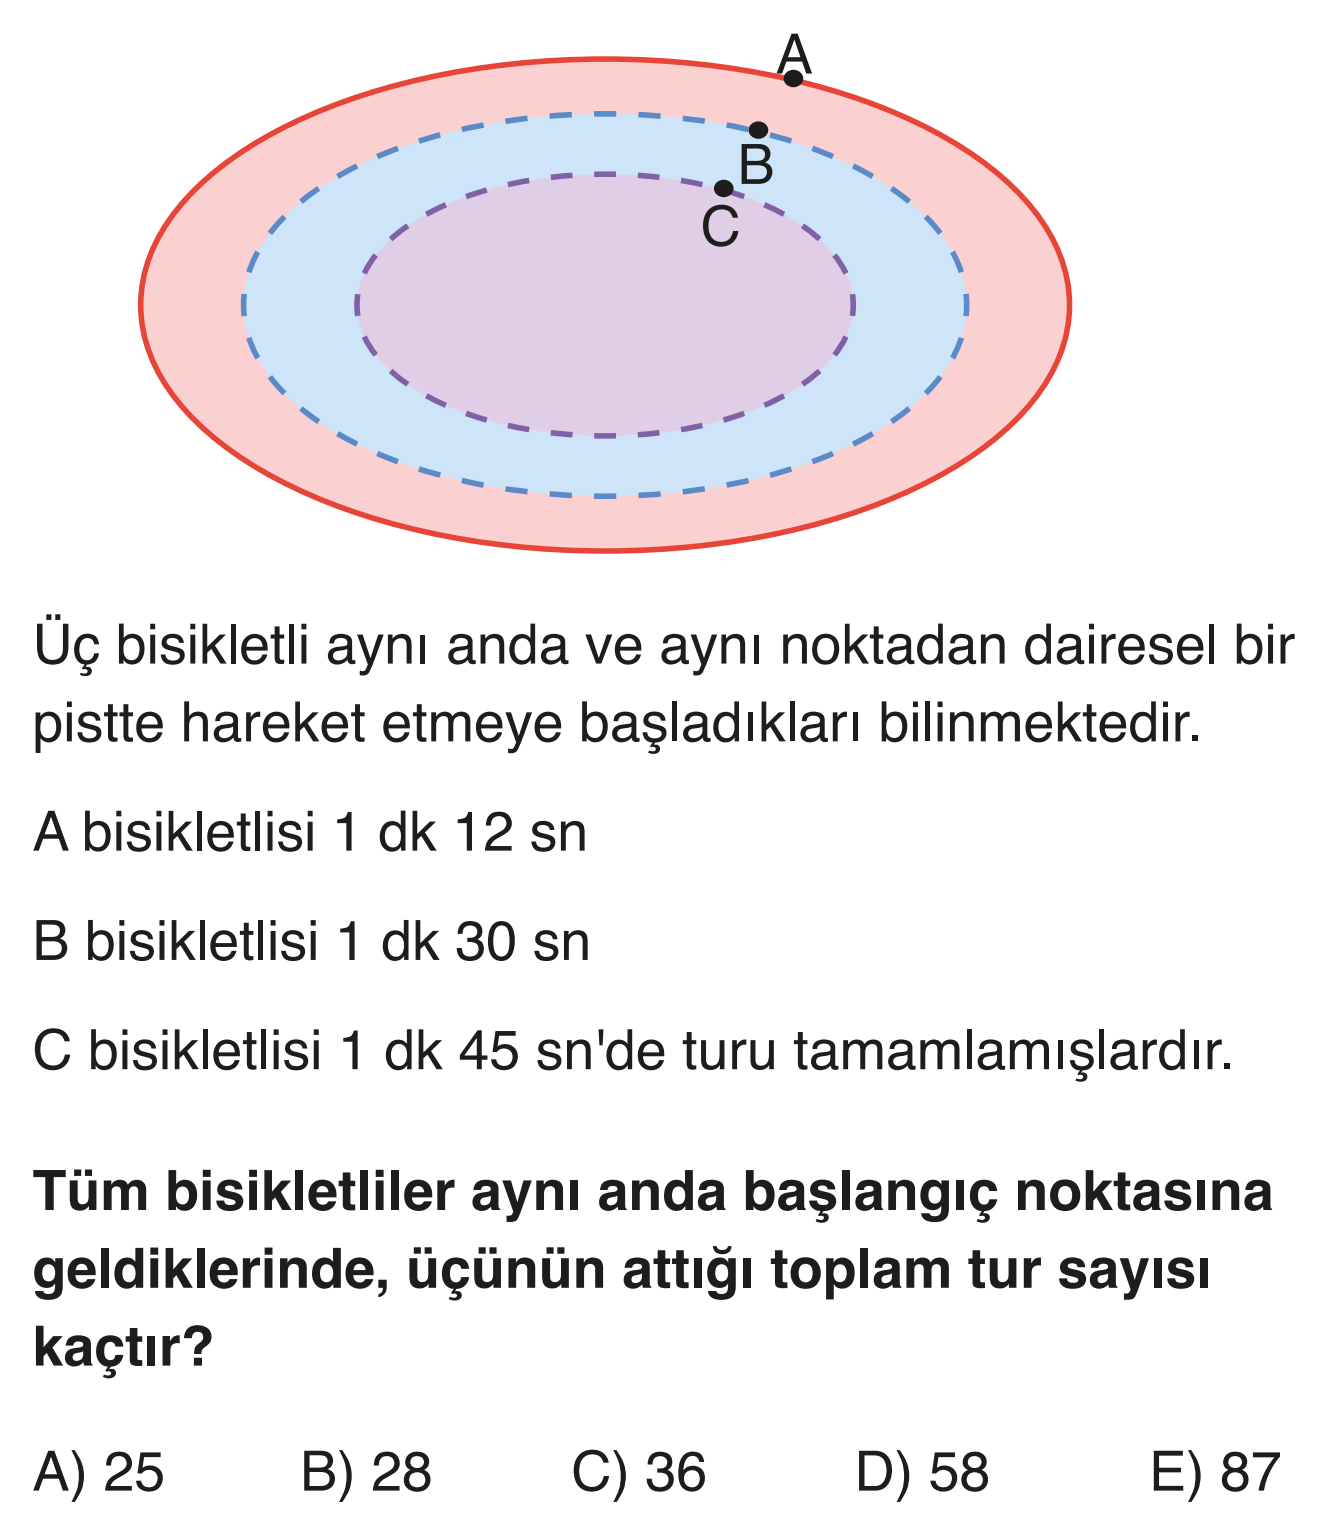 A
B
C
Üç bisikletli aynı anda ve aynı noktadan dairesel bir
pistte hareket etmeye başladıkları bilinmektedir.
A bisikletlisi 1 dk 12 sn
B bisikletlisi 1 dk 30 sn
C bisikletlisi 1 dk 45 sn'de turu tamamlamışlardır.
Tüm bisikletliler aynı anda başlangıç noktasına
geldiklerinde, üçünün attığı toplam tur sayısı
kaçtır?
A) 25 B) 28 C) 36 D) 58 E) 87